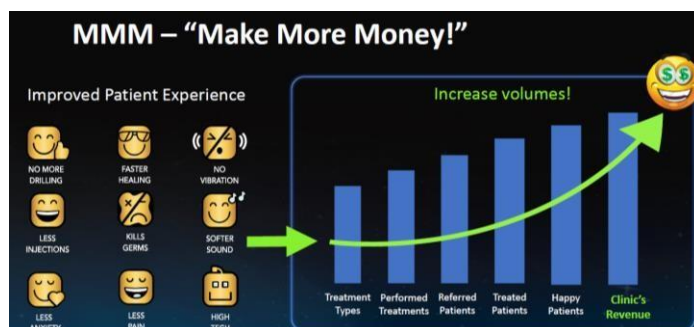 MMM – “Make More Money!”
Improved Patient Experience
NO MORE
DRILLING
FASTER
HEALING
NO
VIBRATION
LESS
INJECTIONS
KILLS
GERMS
SOFTER
SOUND
LESS
ANXIETY
LESS
PAIN
HIGH
TECH
Increase volumes!
Treatment
Types
Performed
Treatments
Referred
Patients
Treated
Patients
Happy
Patients
Clinic's
Revenue